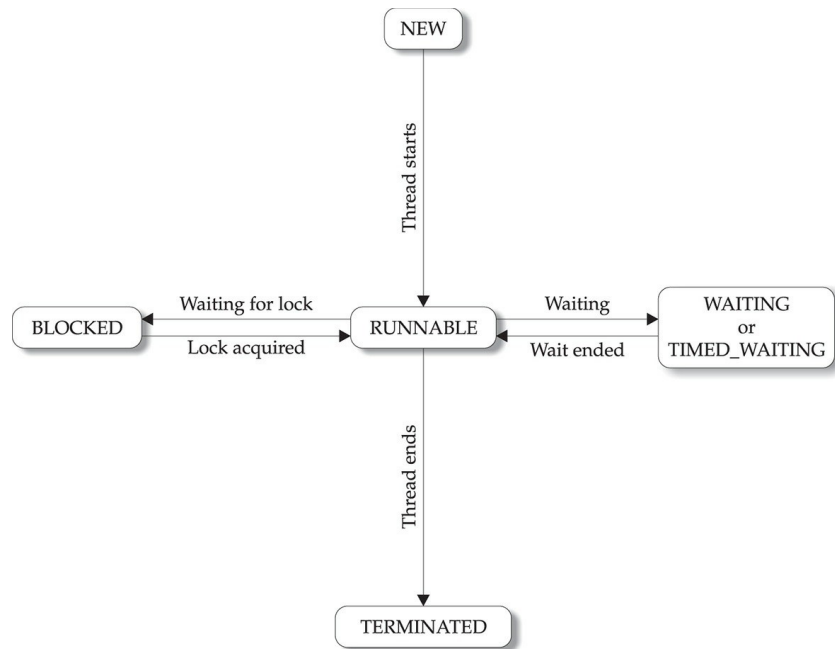 NEW
Thread starts
Waiting for lock
Waiting
BLOCKED
RUNNABLE
WAITING
or
TIMED_WAITING
Lock acquired
Wait ended
Thread ends
TERMINATED